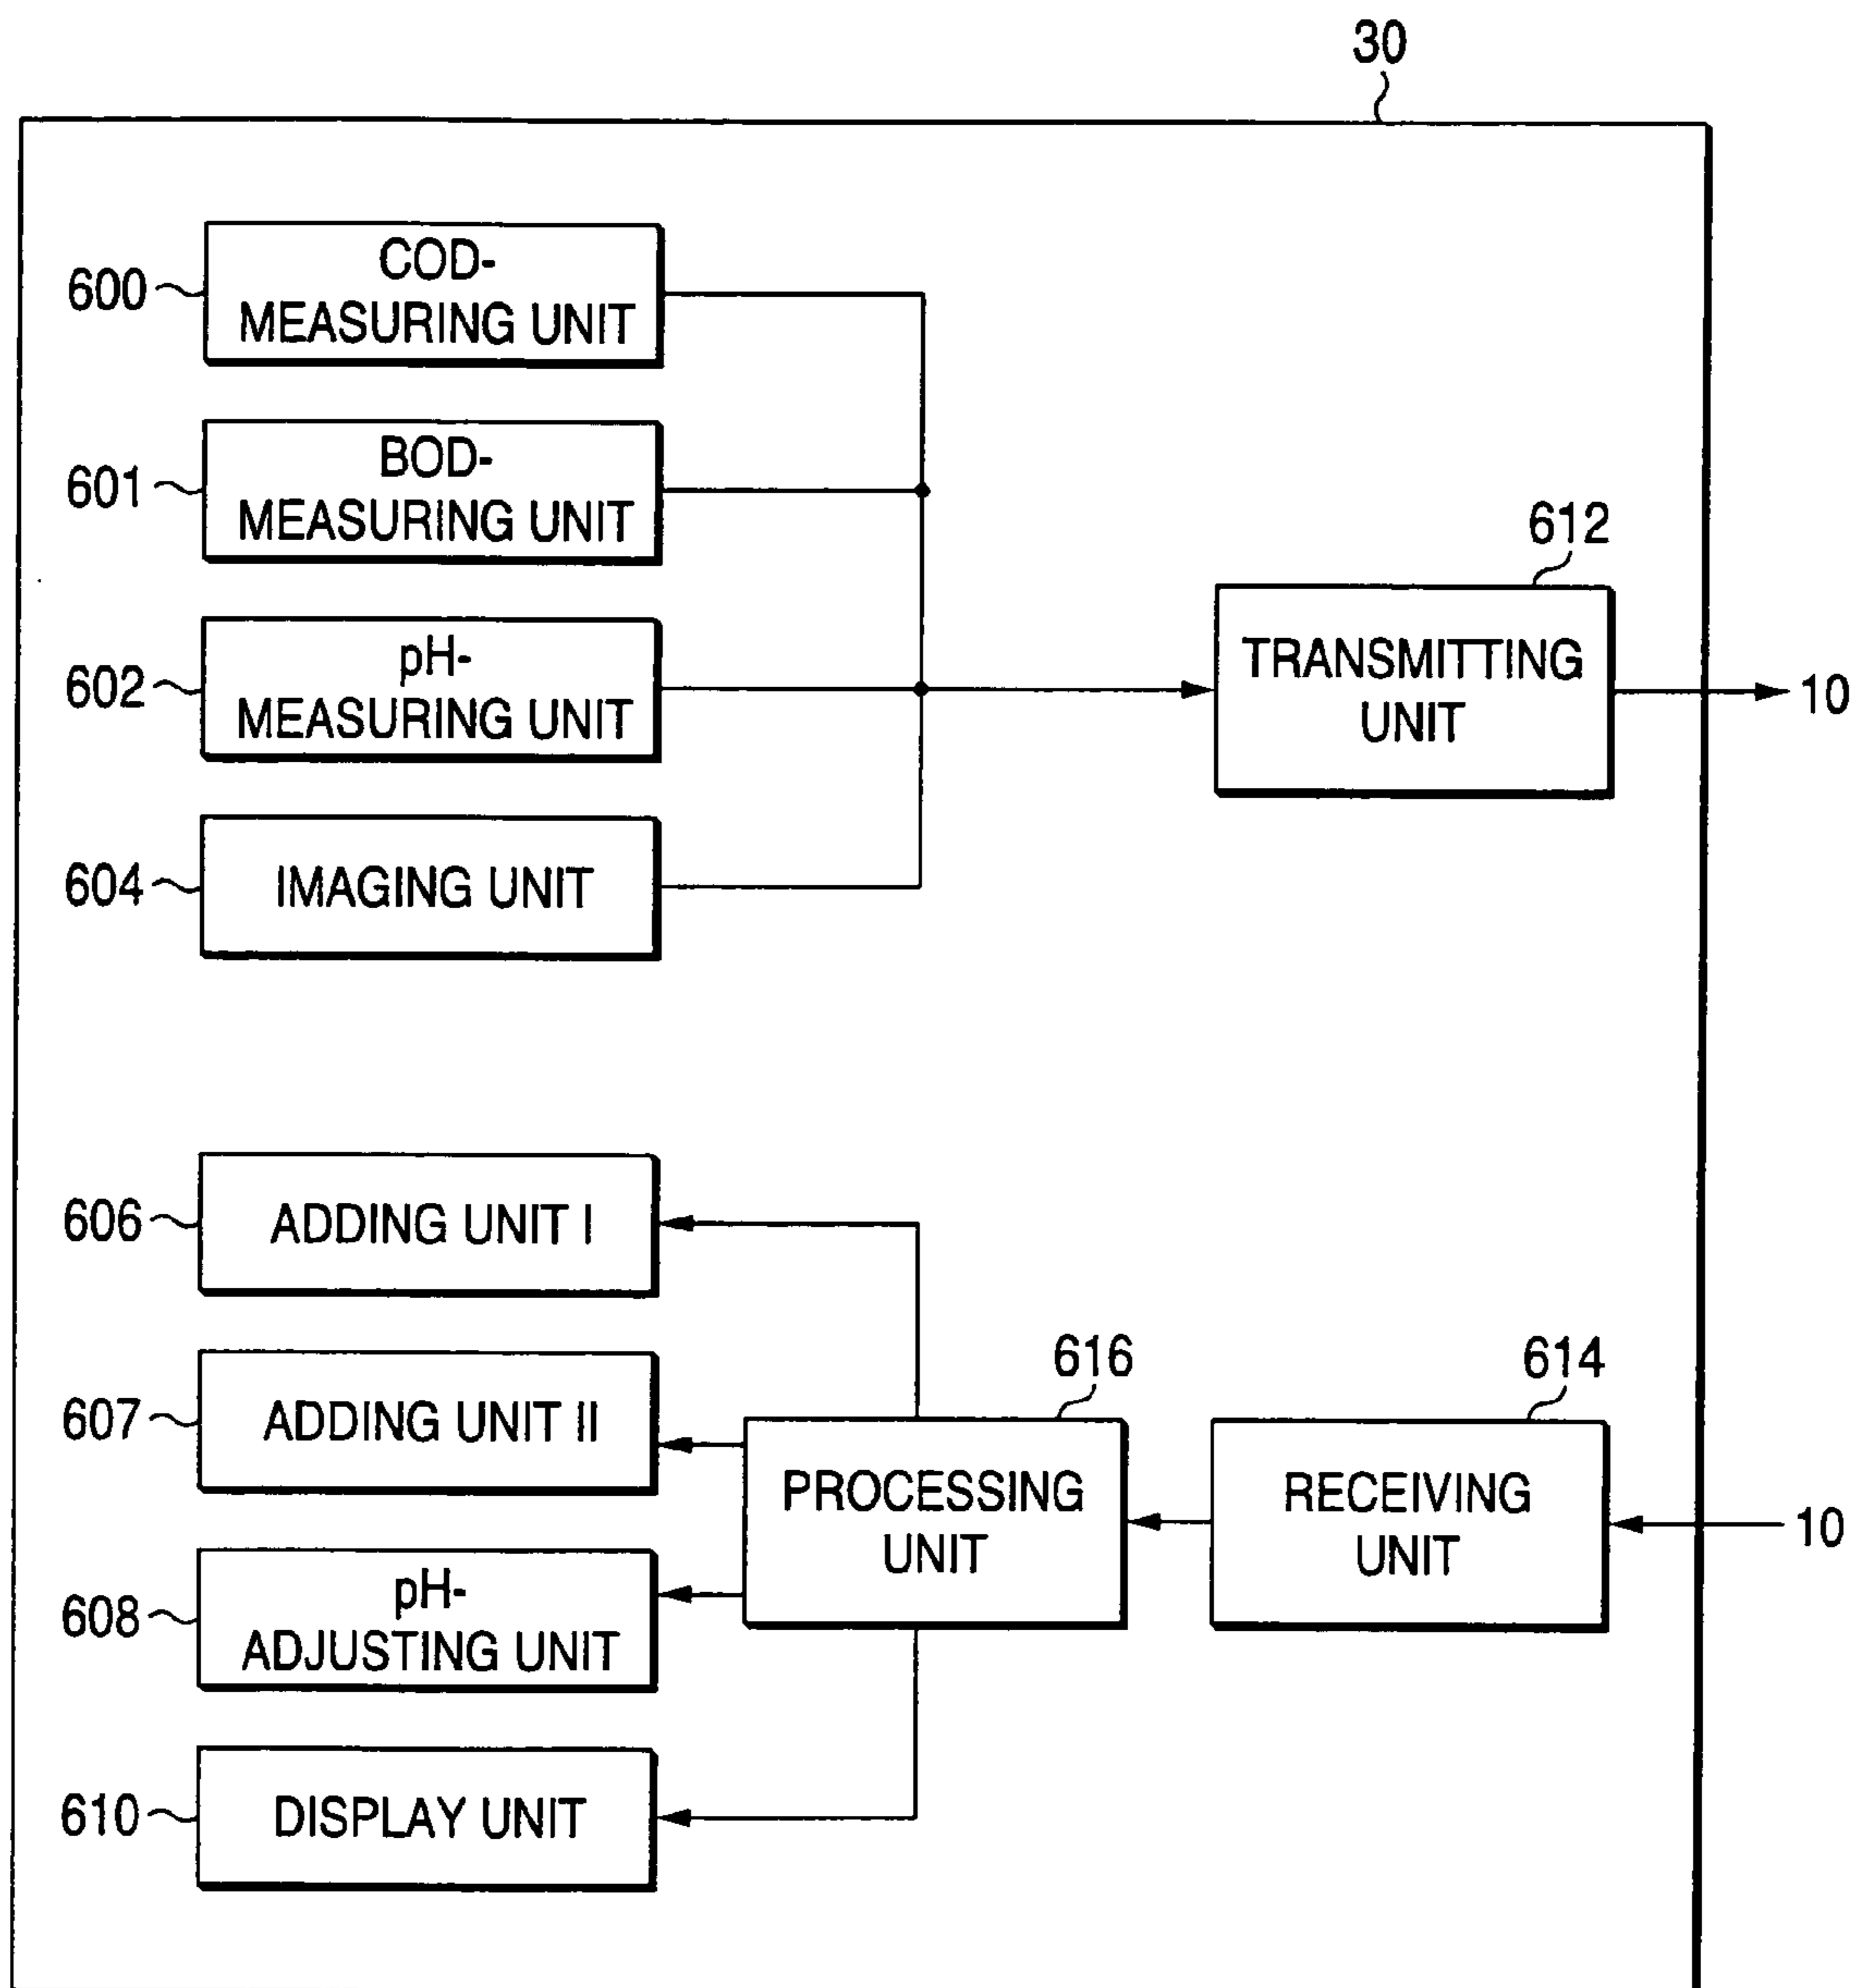 30
600
COD-
MEASURING UNIT
601
BOD-
MEASURING UNIT
612
602
pH-
MEASURING UNIT
TRANSMITTING
UNIT
10
604
IMAGING UNIT
606
ADDING UNIT I
607
ADDING UNIT II
616
614
PROCESSING
UNIT
RECEIVING
UNIT
10
608
pH-
ADJUSTING UNIT
610
DISPLAY UNIT